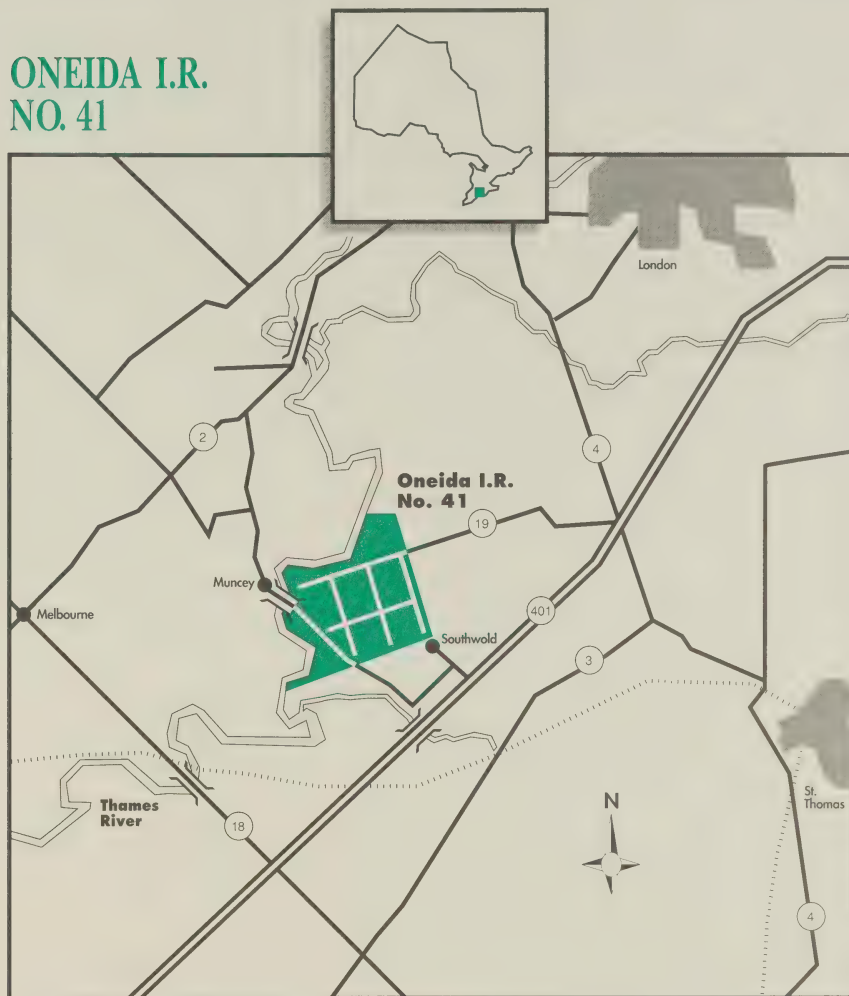 ONEIDA I.R.
NO. 41
London
2
4
Oneida I.R.
No. 41
19
Muncey
Melbourne
401
Southwold
3
Thames
River
18
N
St.
Thomas
4